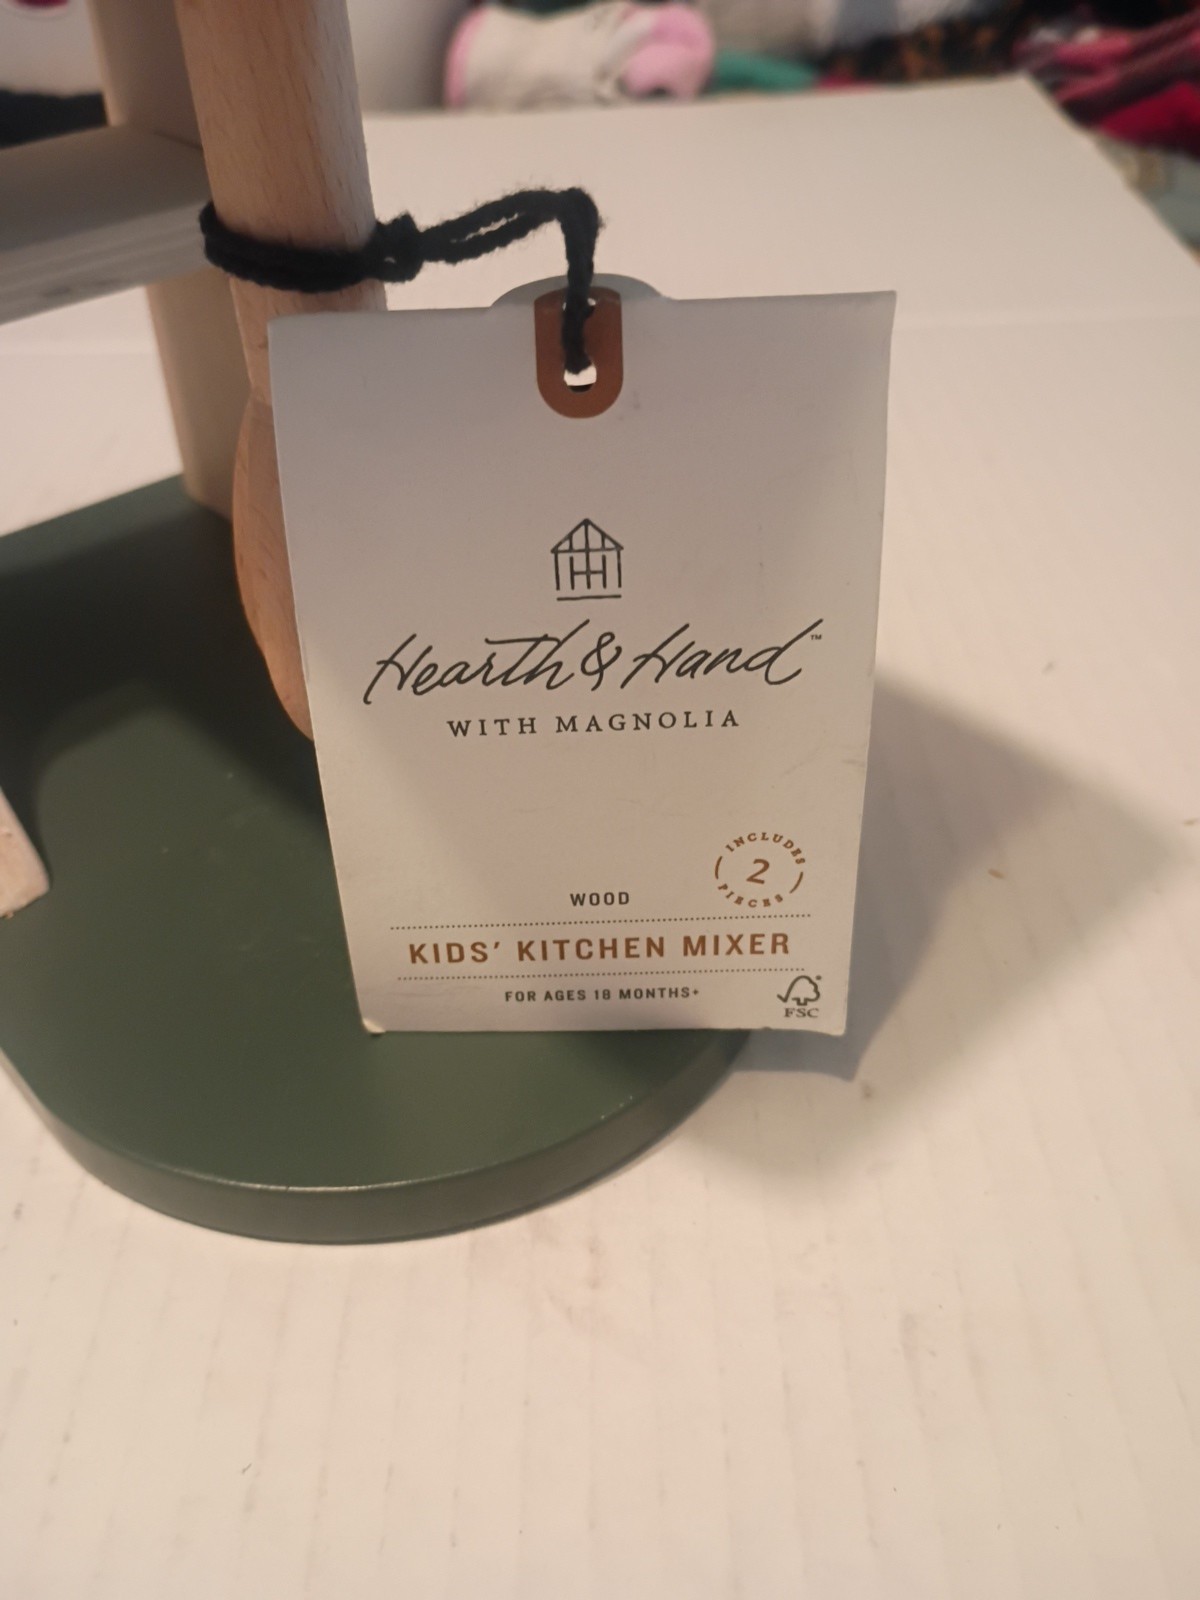 Hearth & Hand™
WITH MAGNOLIA
INCLUDES
2
PIECES
WOOD
KIDS' KITCHEN MIXER
FOR AGES 18 MONTHS+
FSC®